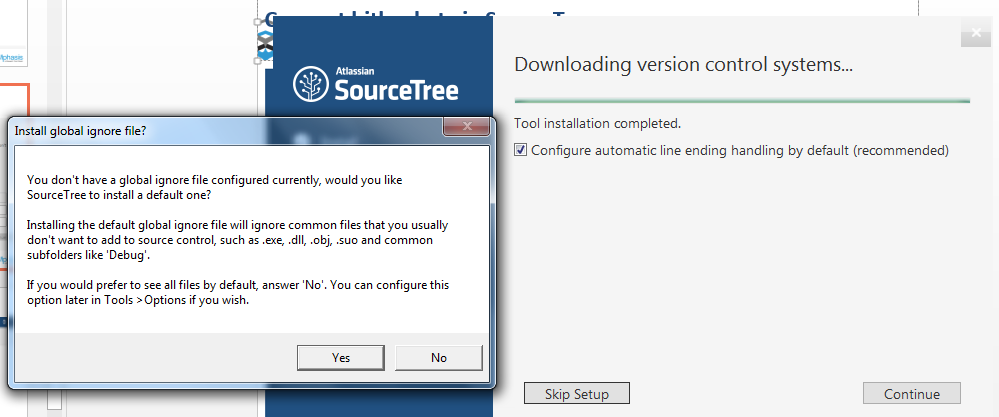 Atlassian
SourceTree
Downloading version control systems...
Tool installation completed.
Configure automatic line ending handling by default (recommended)
Install global ignore file?
You don't have a global ignore file configured currently, would you like
SourceTree to install a default one?
Installing the default global ignore file will ignore common files that you usually
don't want to add to source control, such as .exe, .dll, .obj, .suo and common
subfolders like 'Debug'.
If you would prefer to see all files by default, answer 'No'. You can configure this
option later in Tools >Options if you wish.
Yes
No
Skip Setup
Continue